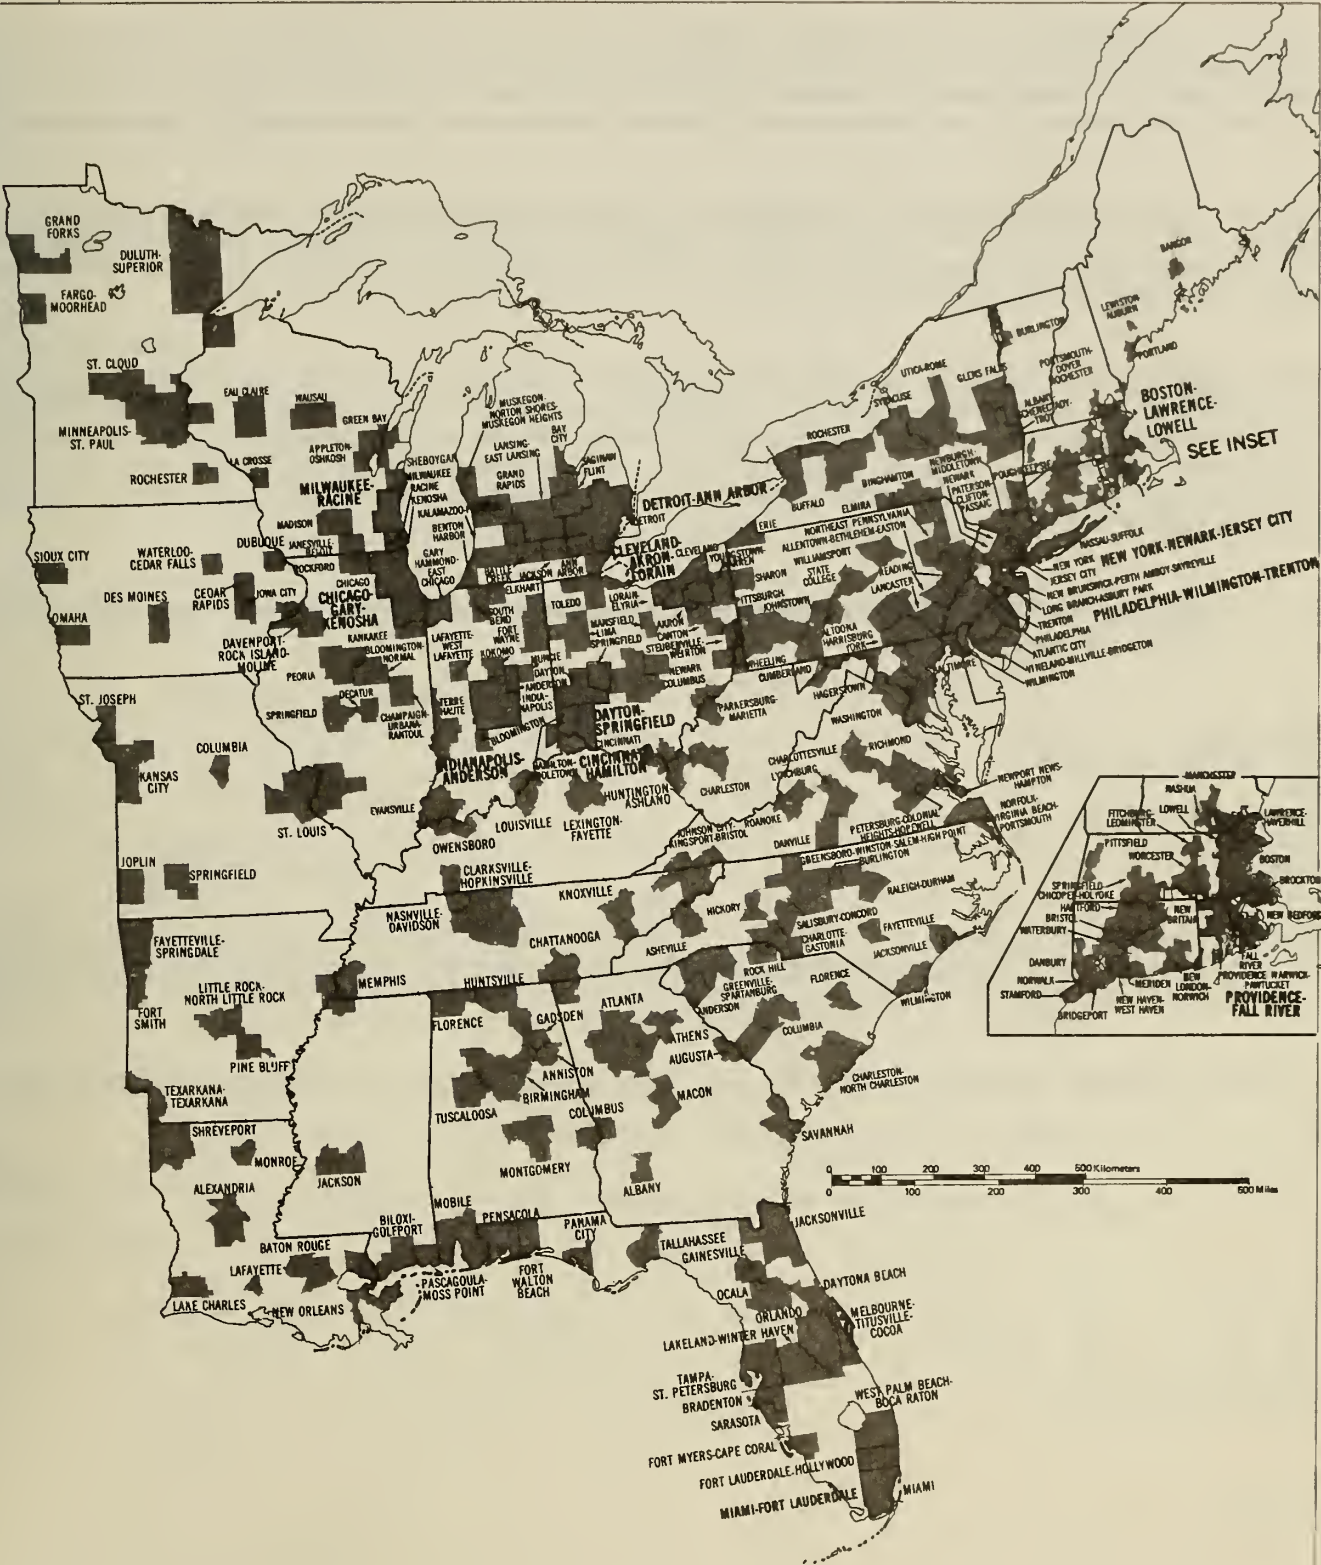 GRAND
FORKS
DULUTH-
SUPERIOR
FARGO-
MOORHEAD
ST. CLOUD
MINNEAPOLIS-
ST. PAUL
ROCHESTER
EAU CLAIRE
WAUSAU
GREEN BAY
APPLETON-
OSHKOSH
LA CROSSE
MILWAUKEE-
RACINE
MADISON
JANESVILLE-
BELOIT
ROCKFORD
DUBUQUE
SHEBOYGAN
MILWAUKEE
RACINE
KENOSHA
KALAMAZOO-
BENTON
HARBOR
GARY
HAMMOND-
EAST
CHICAGO
MUSKEGON-
NORTON SHORES-
MUSKEGON HEIGHTS
LANSING-
EAST LANSING
BAY
CITY
SAGINAW
FLINT
GRAND
RAPIDS
DETROIT-ANN ARBOR
DETROIT
BATTLE
CREEK
JACKSON
ANN
ARBOR
SIOUX CITY
WATERLOO-
CEDAR FALLS
DES MOINES
CEDAR
RAPIDS
IOWA CITY
OMAHA
DAVENPORT-
ROCK ISLAND-
MOLINE
CHICAGO
CHICAGO-
GARY-
KENOSHA
KANKAKEE
BLOOMINGTON-
NORMAL
PEORIA
DECATUR
SPRINGFIELD
CHAMPAIGN-
URBANA-
RANTOUL
LAFAYETTE-
WEST
LAFAYETTE
KOKOMO
ELKHART
SOUTH
BEND
FORT
WAYNE
TOLEDO
LIMA
MANSFIELD
SPRINGFIELD
MUNCIE
DAYTON
ANDERSON
INDIA-
NAPOLIS
TERRE
HAUTE
BLOOMINGTON
INDIANAPOLIS-
ANDERSON
DAYTON-
SPRINGFIELD
CINCINNATI
HAMILTON-
MIDDLETOWN
CINCINNATI-
HAMILTON
CLEVELAND-
AKRON-
LORAIN
CLEVELAND
LORAIN-
ELYRIA
AKRON
CANTON
STEUBENVILLE-
WEIRTON
NEWARK
COLUMBUS
YOUNGSTOWN-
WARREN
SHARON
PITTSBURGH
JOHNSTOWN
ALTOONA
HARRISBURG
YORK
WHEELING
CUMBERLAND
HAGERSTOWN
PARKERSBURG-
MARIETTA
ERIE
BUFFALO
ROCHESTER
SYRACUSE
UTICA-ROME
GLENS FALLS
ELMIRA
BINGHAMTON
NORTHEAST PENNSYLVANIA
ALLENTOWN-BETHLEHEM-EASTON
WILLIAMSPORT
STATE
COLLEGE
READING
LANCASTER
NEWBURGH-
MIDDLETOWN
NEWARK
PATERSON-
CLIFTON-
PASSAIC
POUGHKEEPSIE
ALBANY
SCHENECTADY-
TROY
BURLINGTON
PORTSMOUTH-
DOVER
ROCHESTER
BANGOR
LEWISTON
AUBURN
PORTLAND
BOSTON-
LAWRENCE-
LOWELL
SEE INSET
NASSAU-SUFFOLK
NEW YORK
NEW YORK-NEWARK-JERSEY CITY
JERSEY CITY
NEW BRUNSWICK-PERTH AMBOY-SAYREVILLE
LONG BRANCH-ASBURY PARK
TRENTON
PHILADELPHIA-WILMINGTON-TRENTON
PHILADELPHIA
ATLANTIC CITY
VINELAND-MILLVILLE-BRIDGETON
WILMINGTON
BALTIMORE
WASHINGTON
CHARLOTTESVILLE
RICHMOND
LYNCHBURG
ROANOKE
DANVILLE
PETERSBURG-COLONIAL
HEIGHTS-HOPEWELL
NEWPORT NEWS-
HAMPTON
NORFOLK-
VIRGINIA BEACH-
PORTSMOUTH
CHARLESTON
HUNTINGTON
ASHLAND
LEXINGTON-
FAYETTE
LOUISVILLE
EVANSVILLE
OWENSBORO
CLARKSVILLE-
HOPKINSVILLE
NASHVILLE-
DAVIDSON
KNOXVILLE
CHATTANOOGA
JOHNSON CITY-
KINGSPORT-BRISTOL
ASHEVILLE
HICKORY
GREENSBORO-WINSTON-SALEM-HIGH POINT
BURLINGTON
RALEIGH-DURHAM
SALISBURY-CONCORD
CHARLOTTE-
GASTONIA
FAYETTEVILLE
JACKSONVILLE
WILMINGTON
ROCK HILL
GREENVILLE-
SPARTANBURG
ANDERSON
FLORENCE
COLUMBIA
CHARLESTON-
NORTH CHARLESTON
ST. JOSEPH
KANSAS
CITY
COLUMBIA
ST. LOUIS
JOPLIN
SPRINGFIELD
FAYETTEVILLE-
SPRINGDALE
FORT
SMITH
LITTLE ROCK-
NORTH LITTLE ROCK
PINE BLUFF
TEXARKANA-
TEXARKANA
MEMPHIS
HUNTSVILLE
FLORENCE
GADSDEN
ANNISTON
BIRMINGHAM
TUSCALOOSA
MONTGOMERY
COLUMBUS
ATLANTA
ATHENS
AUGUSTA
MACON
SAVANNAH
ALBANY
SHREVEPORT
MONROE
ALEXANDRIA
JACKSON
BATON ROUGE
LAFAYETTE
LAKE CHARLES
NEW ORLEANS
BILOXI-
GULFPORT
MOBILE
PENSACOLA
PASCAGOULA-
MOSS POINT
FORT
WALTON
BEACH
PANAMA
CITY
TALLAHASSEE
GAINESVILLE
JACKSONVILLE
OCALA
DAYTONA BEACH
ORLANDO
MELBOURNE-
TITUSVILLE-
COCOA
LAKELAND-WINTER HAVEN
TAMPA-
ST. PETERSBURG
BRADENTON
SARASOTA
FORT MYERS-CAPE CORAL
WEST PALM BEACH-
BOCA RATON
FORT LAUDERDALE-HOLLYWOOD
MIAMI-FORT LAUDERDALE
MIAMI
0 100 200 300 400 500 Kilometers
0 100 200 300 400 500 Miles
MANCHESTER
NASHUA
LOWELL
LAWRENCE-
HAVERHILL
FITCHBURG-
LEOMINSTER
PITTSFIELD
WORCESTER
BOSTON
BROCKTON
SPRINGFIELD
CHICOPEE-HOLYOKE
HARTFORD
BRISTOL
WATERBURY
NEW
BRITAIN
NEW BEDFORD
DANBURY
NORWALK
STAMFORD
BRIDGEPORT
MERIDEN
NEW HAVEN-
WEST HAVEN
NEW
LONDON-
NORWICH
FALL
RIVER
PROVIDENCE WARWICK-
PAWTUCKET
PROVIDENCE-
FALL RIVER